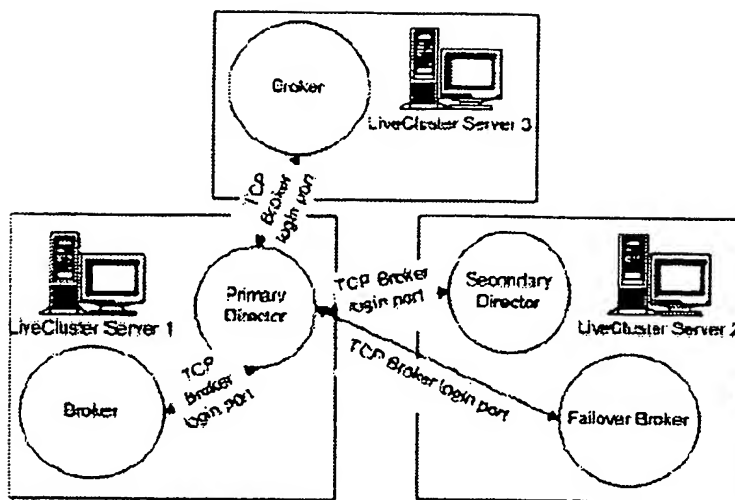 Broker
LiveCluster Server 3
TCP
Broker
login port
LiveCluster Server 1
Primary
Director
TCP Broker
login port
Secondary
Director
LiveCluster Server 2
TCP
Broker
login port
TCP Broker login port
Broker
Failover Broker